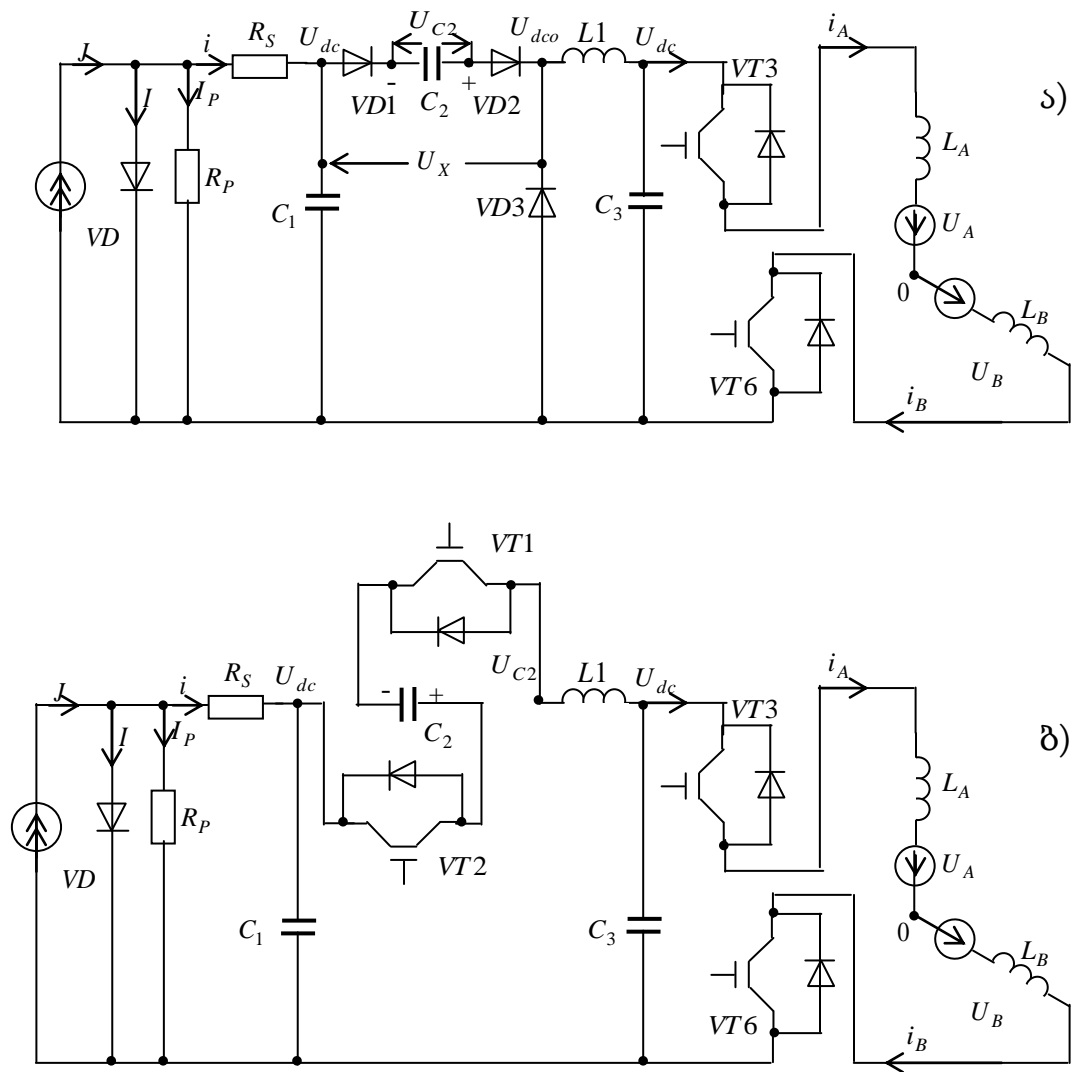 J
i
R_S
U_dc
U_C2
U_dco
L1
U_dc
VT3
i_A
ა)
I
I_P
VD1
-
C_2
+
VD2
L_A
VD
R_P
C_1
U_X
VD3
C_3
U_A
0
L_B
VT6
U_B
i_B
VT1
J
i
R_S
U_dc
U_C2
L1
U_dc
VT3
i_A
ბ)
I
I_P
-
+
C_2
L_A
VD
R_P
VT2
U_A
C_1
C_3
0
L_B
VT6
U_B
i_B